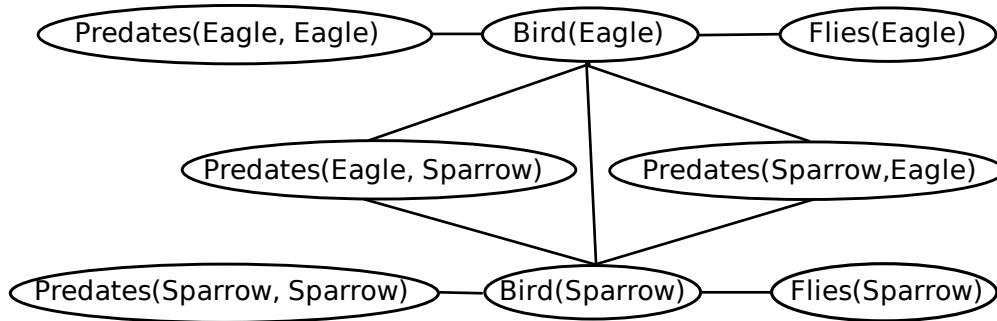 Predates(Eagle, Eagle)
Bird(Eagle)
Flies(Eagle)
Predates(Eagle, Sparrow)
Predates(Sparrow,Eagle)
Predates(Sparrow, Sparrow)
Bird(Sparrow)
Flies(Sparrow)